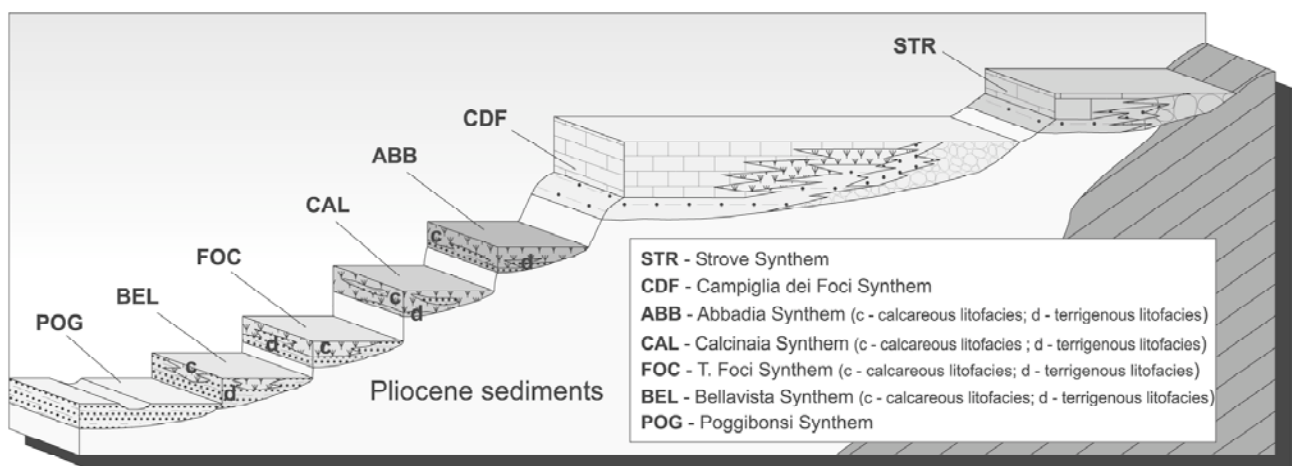 STR
CDF
ABB
CAL
FOC
BEL
POG
c
d
c
d
d
c
c
d
Pliocene sediments
STR - Strove Synthem
CDF - Campiglia dei Foci Synthem
ABB - Abbadia Synthem (c - calcareous litofacies; d - terrigenous litofacies)
CAL - Calcinaia Synthem (c - calcareous litofacies ; d - terrigenous litofacies)
FOC - T. Foci Synthem (c - calcareous litofacies; d - terrigenous litofacies)
BEL - Bellavista Synthem (c - calcareous litofacies; d - terrigenous litofacies)
POG - Poggibonsi Synthem